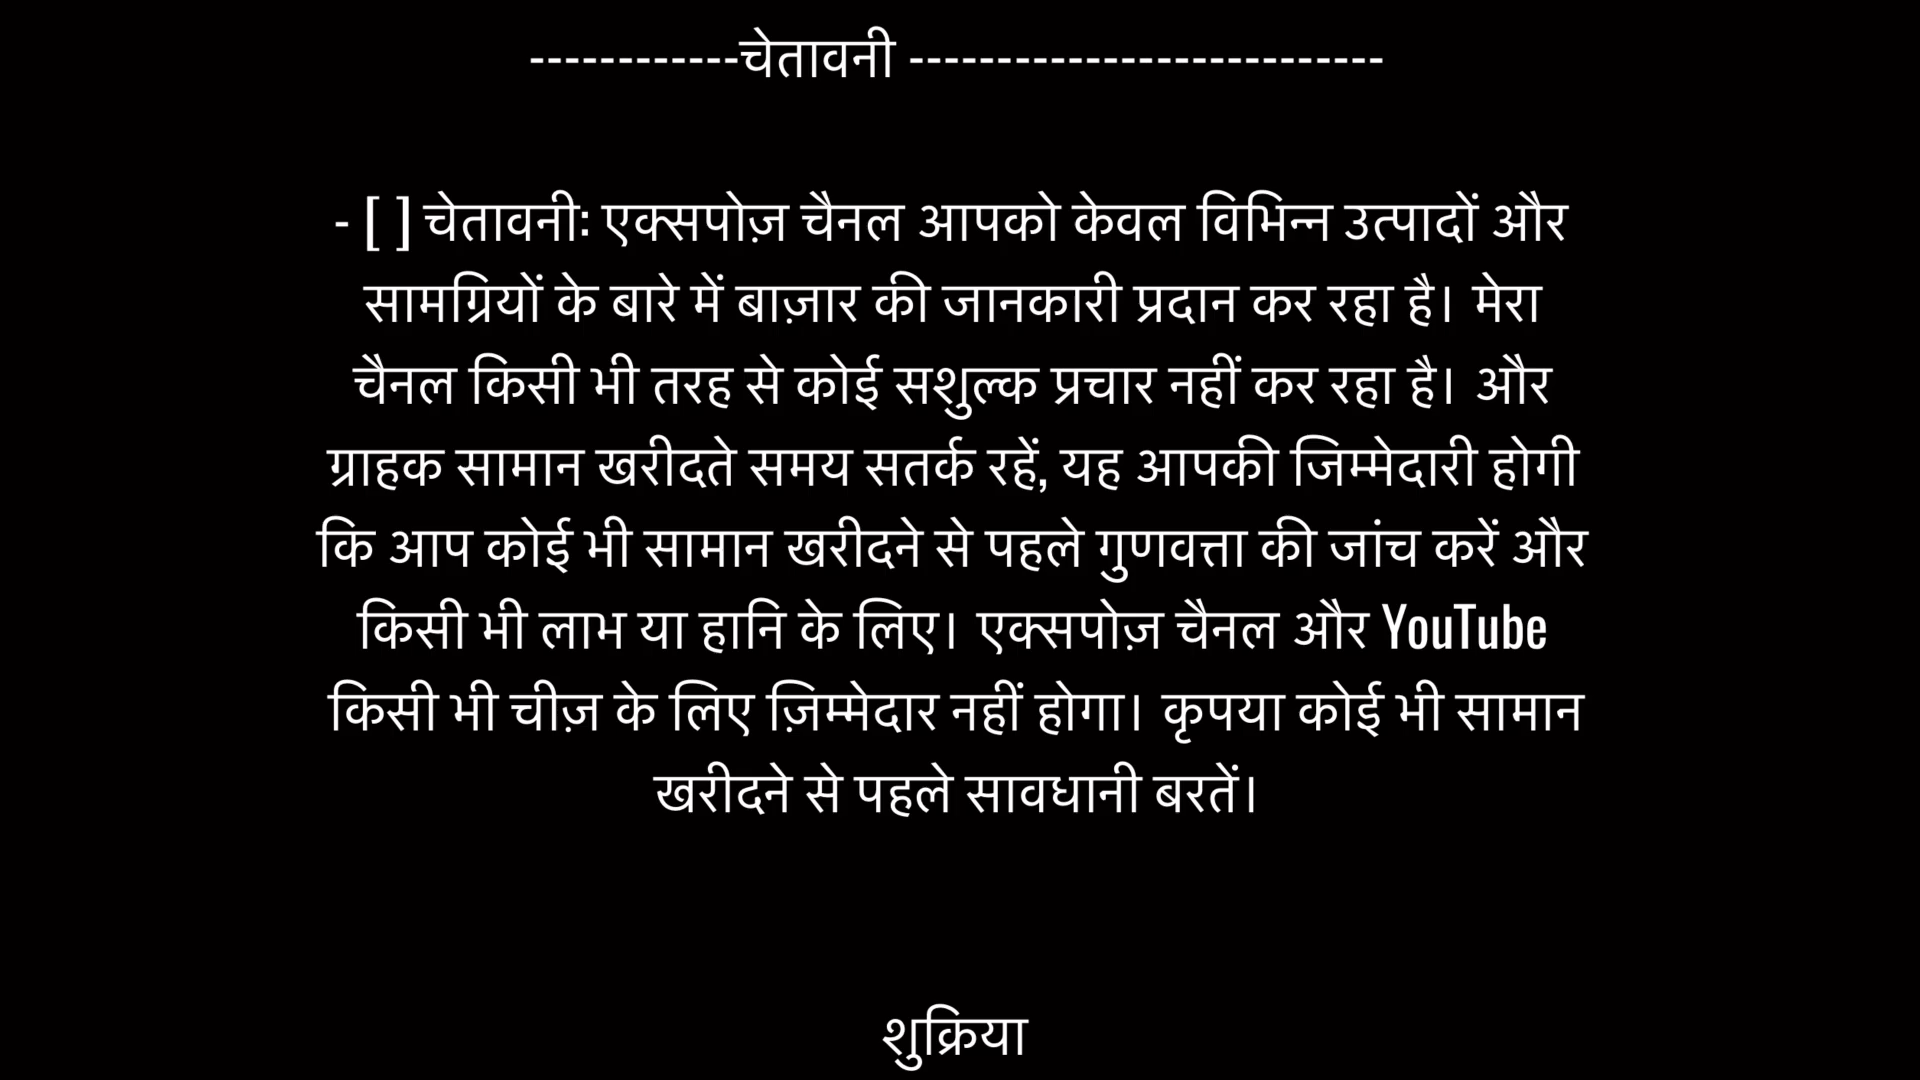 ------------चेतावनी ---------------------------
- [ ] चेतावनी: एक्सपोज़ चैनल आपको केवल विभिन्न उत्पादों और
सामग्रियों के बारे में बाज़ार की जानकारी प्रदान कर रहा है। मेरा
चैनल किसी भी तरह से कोई सशुल्क प्रचार नहीं कर रहा है। और
ग्राहक सामान खरीदते समय सतर्क रहें, यह आपकी जिम्मेदारी होगी
कि आप कोई भी सामान खरीदने से पहले गुणवत्ता की जांच करें और
किसी भी लाभ या हानि के लिए। एक्सपोज़ चैनल और YouTube
किसी भी चीज़ के लिए ज़िम्मेदार नहीं होगा। कृपया कोई भी सामान
खरीदने से पहले सावधानी बरतें।
शुक्रिया